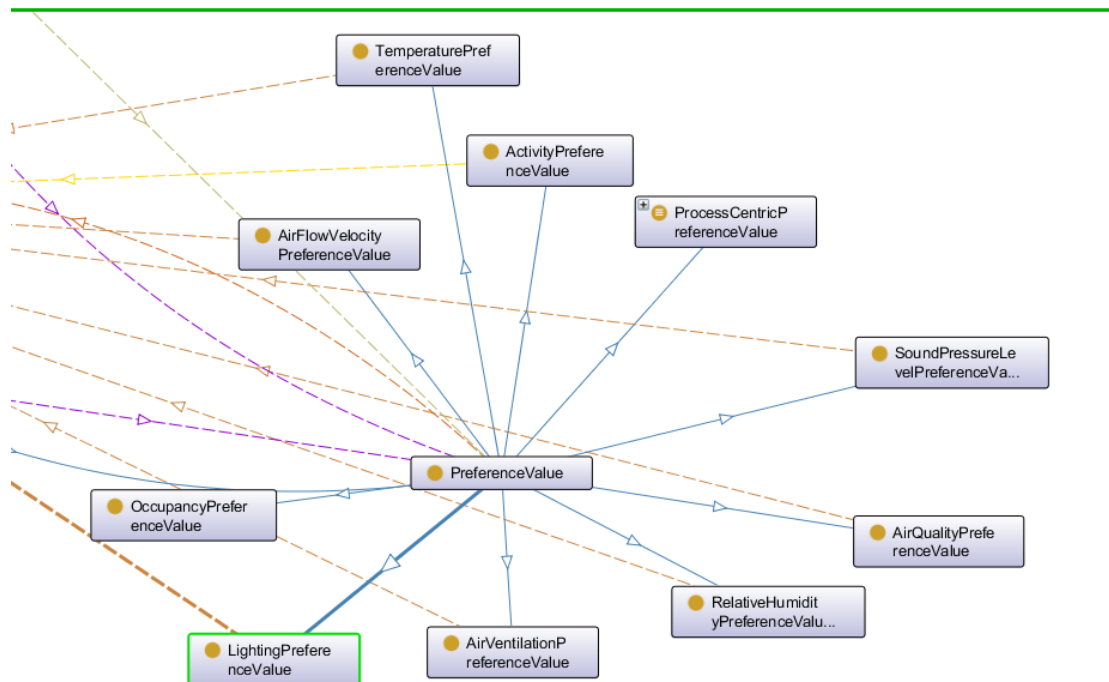 TemperaturePref
erenceValue
ActivityPrefere
nceValue
ProcessCentricP
referenceValue
AirFlowVelocity
PreferenceValue
SoundPressureLe
velPreferenceVa...
PreferenceValue
OccupancyPrefer
enceValue
AirQualityPrefe
renceValue
RelativeHumidit
yPreferenceValu...
LightingPrefere
nceValue
AirVentilationP
referenceValue